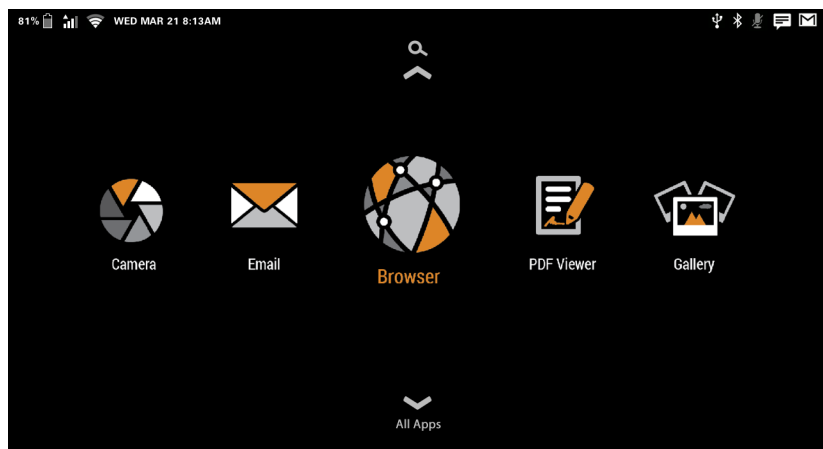 81% WED MAR 21 8:13AM
Camera
Email
Browser
PDF Viewer
Gallery
All Apps